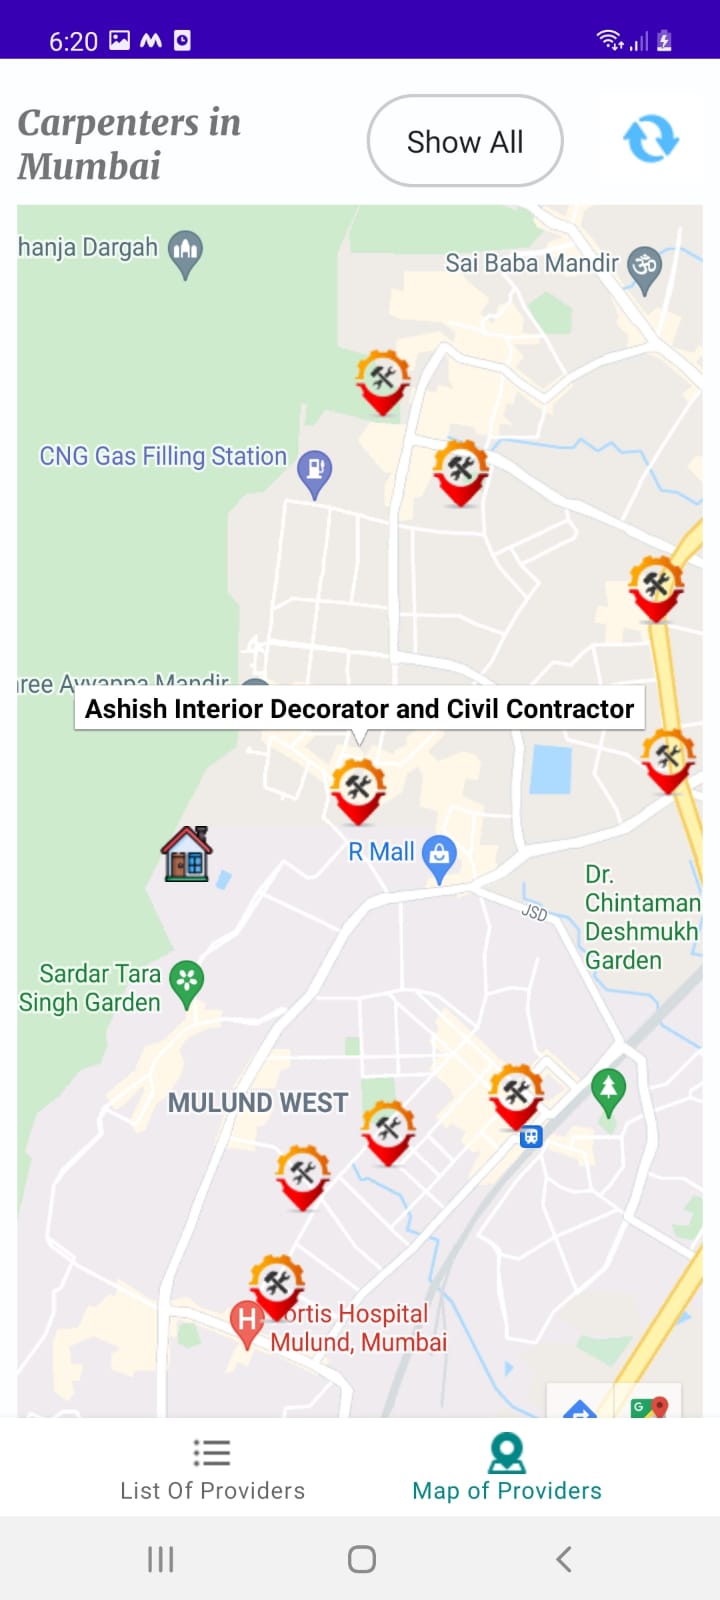 6:20
Carpenters in
Mumbai
Show All
hanja Dargah
Sai Baba Mandir
CNG Gas Filling Station
ree Ayyappa Mandir
Ashish Interior Decorator and Civil Contractor
R Mall
Dr.
Chintaman
Deshmukh
Garden
JSD
Sardar Tara
Singh Garden
MULUND WEST
H
ortis Hospital
Mulund, Mumbai
G
List Of Providers
Map of Providers